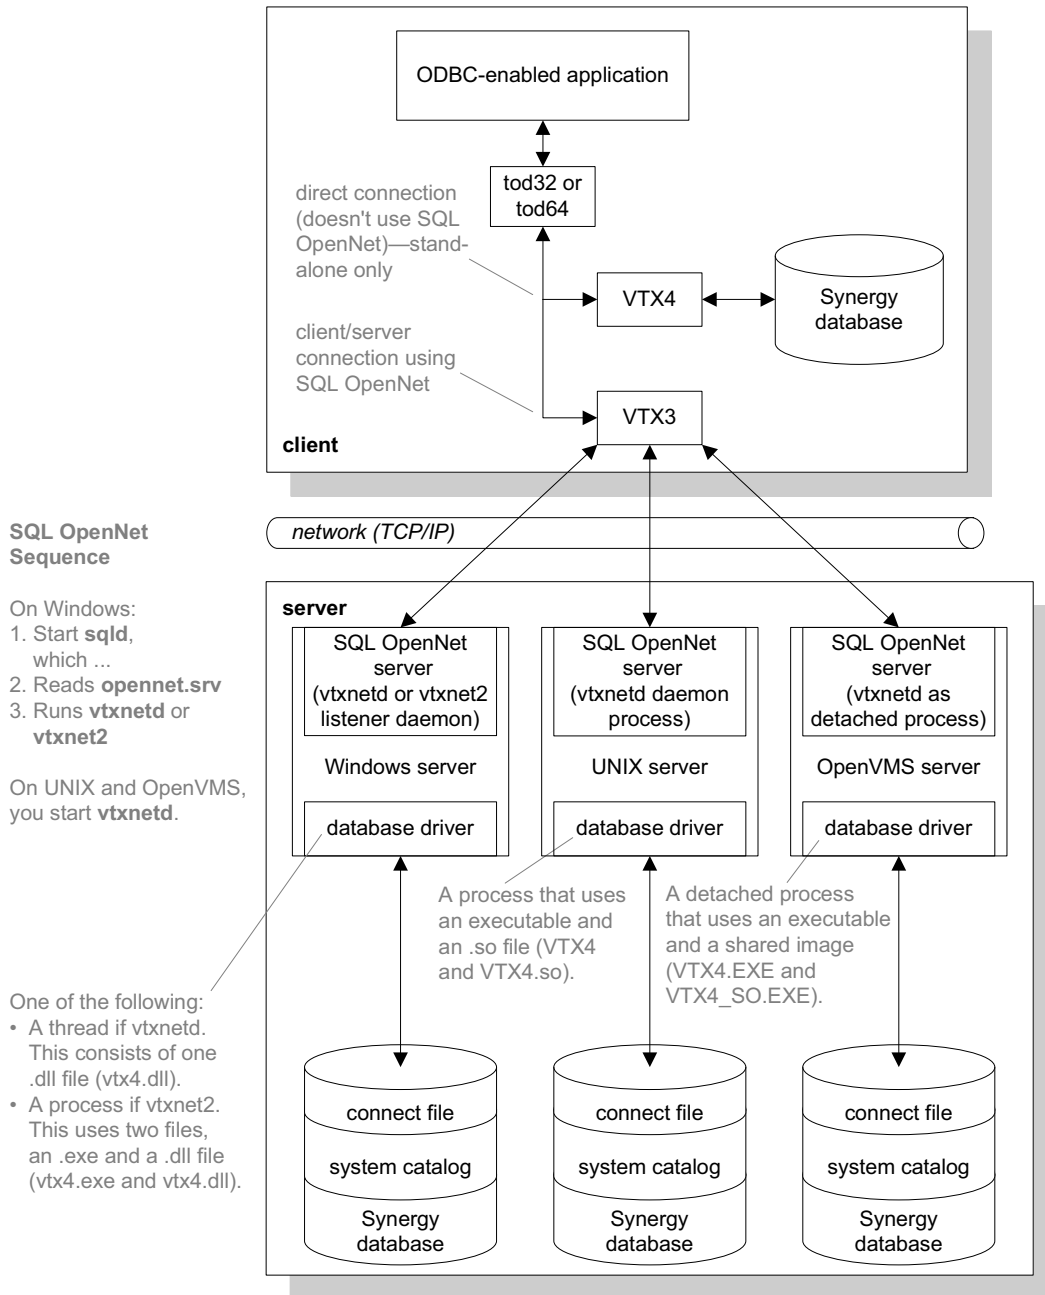 ODBC-enabled application
tod32 or
tod64
direct connection
(doesn't use SQL
OpenNet)—stand-
alone only
VTX4
Synergy
database
client/server
connection using
SQL OpenNet
VTX3
client
SQL OpenNet
Sequence
network (TCP/IP)
On Windows:
1. Start sqld,
which ...
2. Reads opennet.srv
3. Runs vtxnetd or
vtxnet2
On UNIX and OpenVMS,
you start vtxnetd.
server
SQL OpenNet
server
(vtxnetd or vtxnet2
listener daemon)
Windows server
database driver
SQL OpenNet
server
(vtxnetd daemon
process)
UNIX server
database driver
SQL OpenNet
server
(vtxnetd as
detached process)
OpenVMS server
database driver
A process that uses
an executable and
an .so file (VTX4
and VTX4.so).
A detached process
that uses an executable
and a shared image
(VTX4.EXE and
VTX4_SO.EXE).
One of the following:
• A thread if vtxnetd.
This consists of one
.dll file (vtx4.dll).
• A process if vtxnet2.
This uses two files,
an .exe and a .dll file
(vtx4.exe and vtx4.dll).
connect file
system catalog
Synergy
database
connect file
system catalog
Synergy
database
connect file
system catalog
Synergy
database